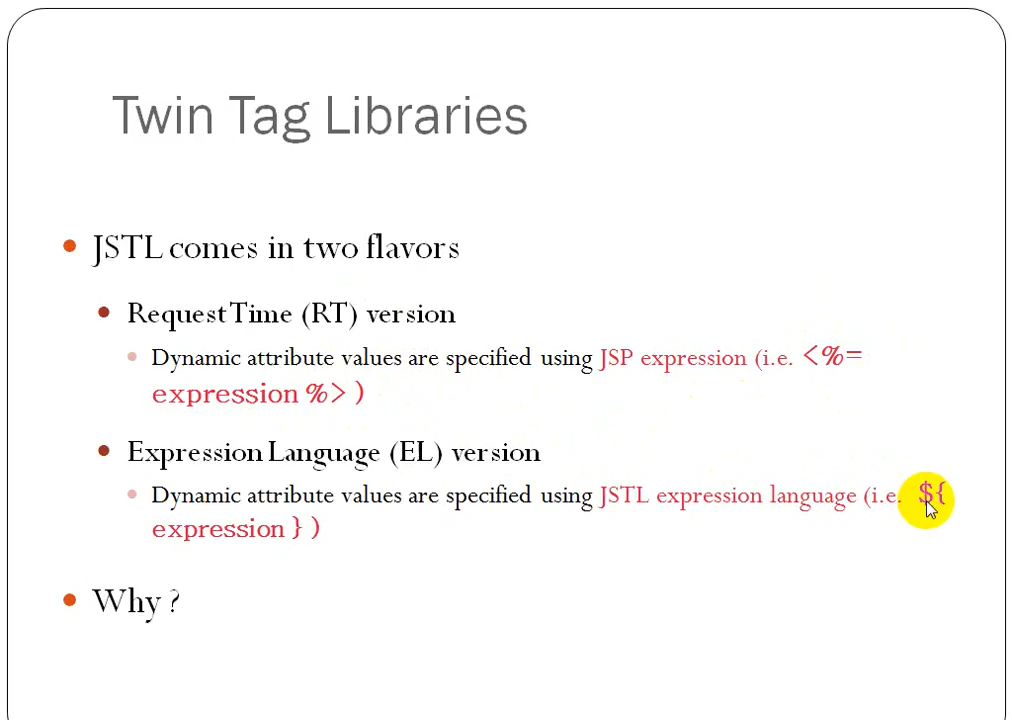 Twin Tag Libraries
JSTL comes in two flavors
Request Time (RT) version
Dynamic attribute values are specified using JSP expression (i.e. <%=
expression %> )
Expression Language (EL) version
Dynamic attribute values are specified using JSTL expression language (i.e. ${
expression } )
Why ?